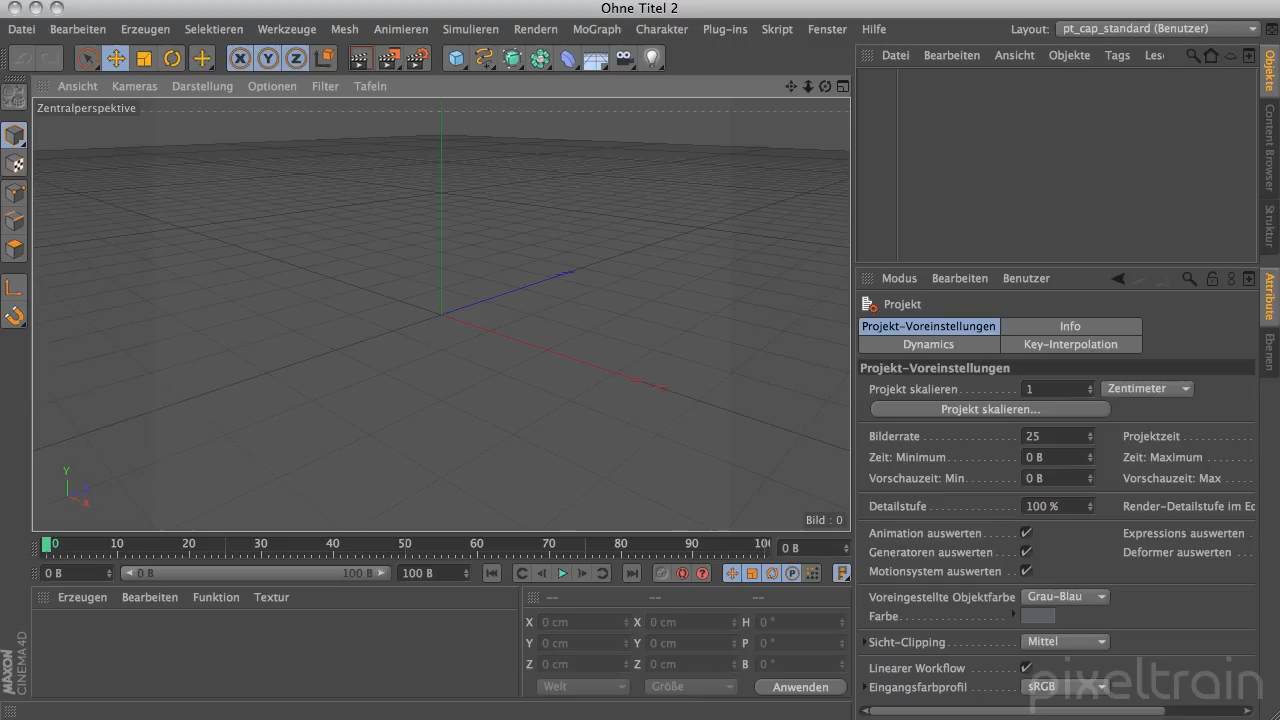 Ohne Titel 2
Datei Bearbeiten Erzeugen Selektieren Werkzeuge Mesh Animieren Simulieren Rendern MoGraph Charakter Plug-ins Skript Fenster Hilfe Layout: pt_cap_standard (Benutzer)
Datei Bearbeiten Ansicht Objekte Tags Les
Objekte
Content Browser
Struktur
Ansicht Kameras Darstellung Optionen Filter Tafeln
Zentralperspektive
Y
Z
X
Bild : 0
Modus Bearbeiten Benutzer
Attribute
Ebenen
Projekt
Projekt-Voreinstellungen Info
Dynamics Key-Interpolation
Projekt-Voreinstellungen
Projekt skalieren 1 Zentimeter
Projekt skalieren...
Bilderrate 25 Projektzeit
Zeit: Minimum 0 B Zeit: Maximum
Vorschauzeit: Min 0 B Vorschauzeit: Max
Detailstufe 100 % Render-Detailstufe im Ed
Animation auswerten Expressions auswerten
Generatoren auswerten Deformer auswerten
Motionsystem auswerten
Voreingestellte Objektfarbe Grau-Blau
Farbe
Sicht-Clipping Mittel
Linearer Workflow
Eingangsfarbprofil sRGB
0 10 20 30 40 50 60 70 80 90 10 0 B
0 B 0 B 100 B 100 B
Erzeugen Bearbeiten Funktion Textur
-- -- --
X 0 cm X 0 cm H 0 °
Y 0 cm Y 0 cm P 0 °
Z 0 cm Z 0 cm B 0 °
Welt Größe Anwenden
MAXON
CINEMA 4D
pixeltrain